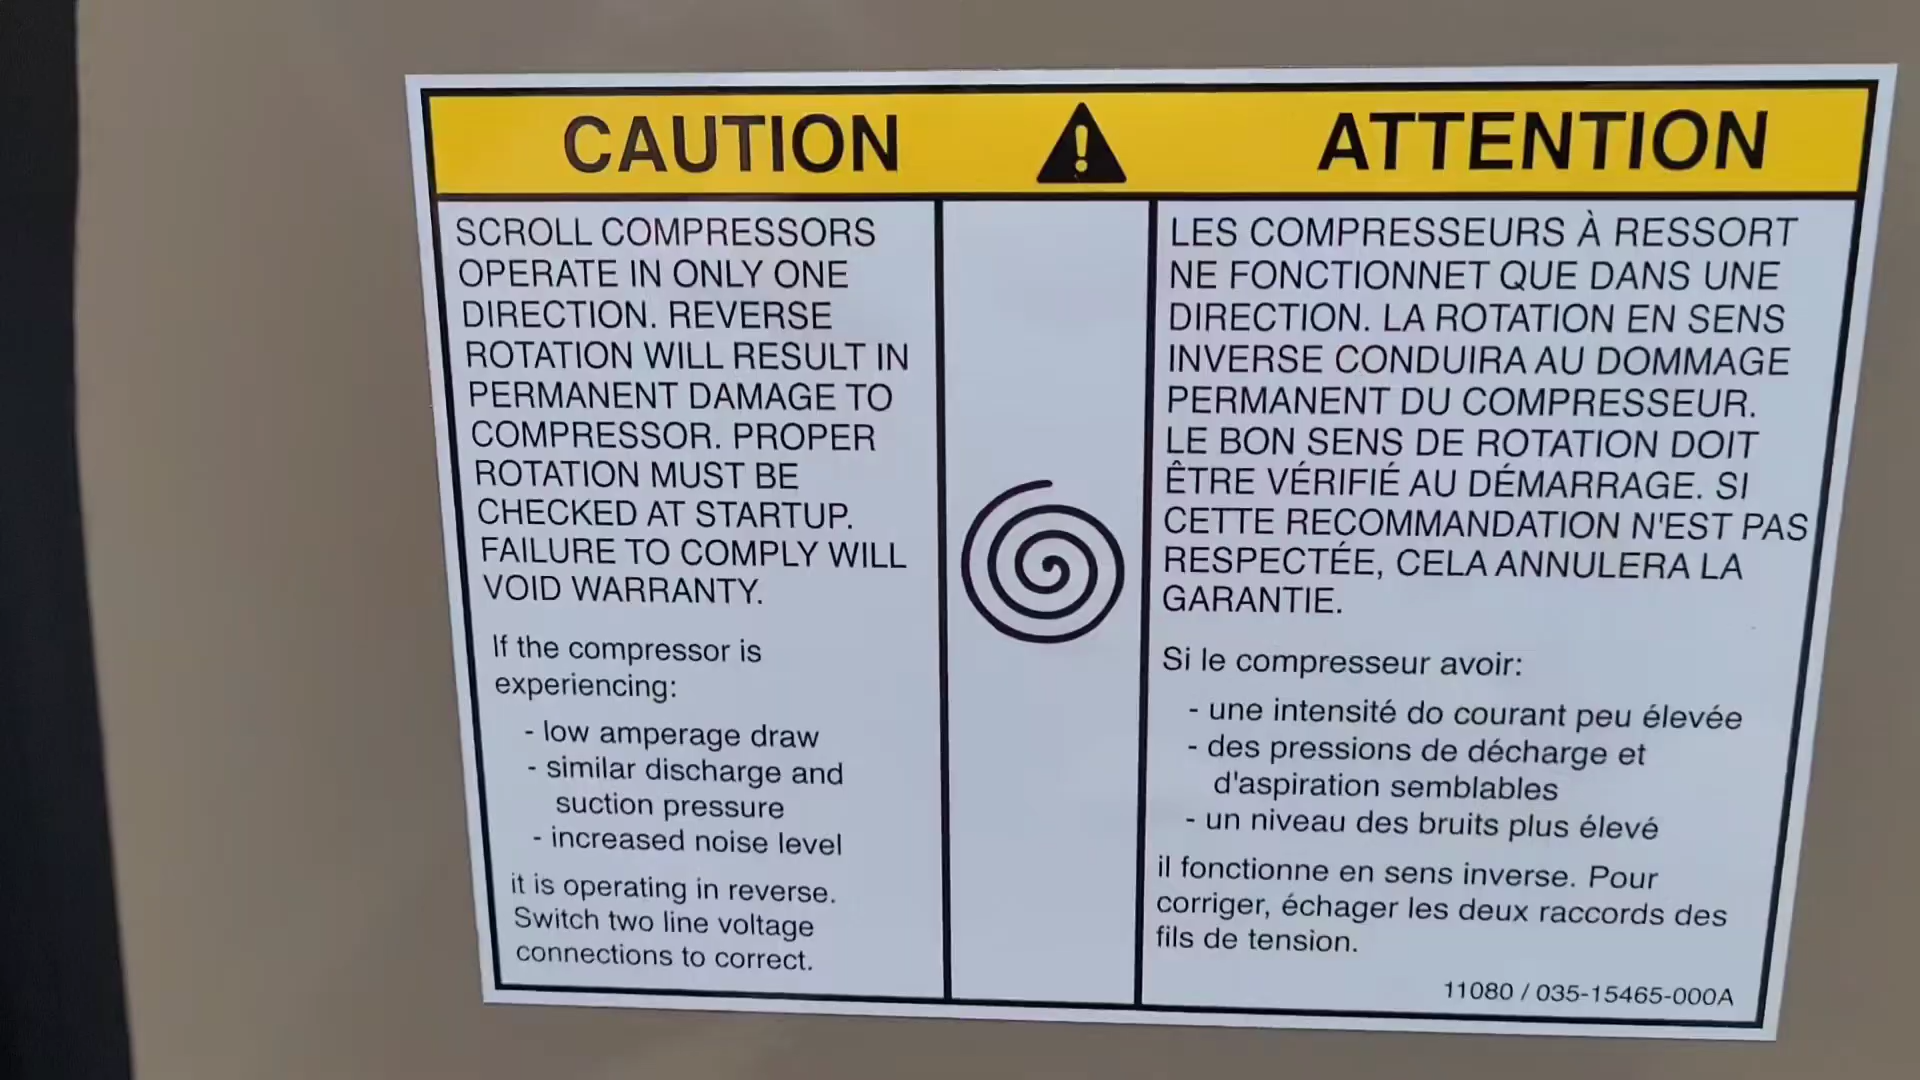 CAUTION
ATTENTION
SCROLL COMPRESSORS
OPERATE IN ONLY ONE
DIRECTION. REVERSE
ROTATION WILL RESULT IN
PERMANENT DAMAGE TO
COMPRESSOR. PROPER
ROTATION MUST BE
CHECKED AT STARTUP.
FAILURE TO COMPLY WILL
VOID WARRANTY.
If the compressor is
experiencing:
- low amperage draw
- similar discharge and
suction pressure
- increased noise level
it is operating in reverse.
Switch two line voltage
connections to correct.
LES COMPRESSEURS À RESSORT
NE FONCTIONNET QUE DANS UNE
DIRECTION. LA ROTATION EN SENS
INVERSE CONDUIRA AU DOMMAGE
PERMANENT DU COMPRESSEUR.
LE BON SENS DE ROTATION DOIT
ÊTRE VÉRIFIÉ AU DÉMARRAGE. SI
CETTE RECOMMANDATION N'EST PAS
RESPECTÉE, CELA ANNULERA LA
GARANTIE.
Si le compresseur avoir:
- une intensité do courant peu élevée
- des pressions de décharge et
d'aspiration semblables
- un niveau des bruits plus élevé
il fonctionne en sens inverse. Pour
corriger, échager les deux raccords des
fils de tension.
11080 / 035-15465-000A